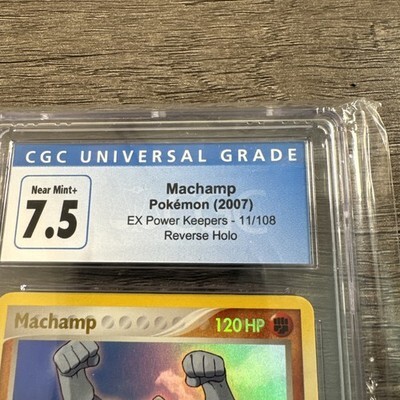 CGC UNIVERSAL GRADE
Near Mint+
7.5
Machamp
Pokémon (2007)
EX Power Keepers - 11/108
Reverse Holo
Machamp
120 HP